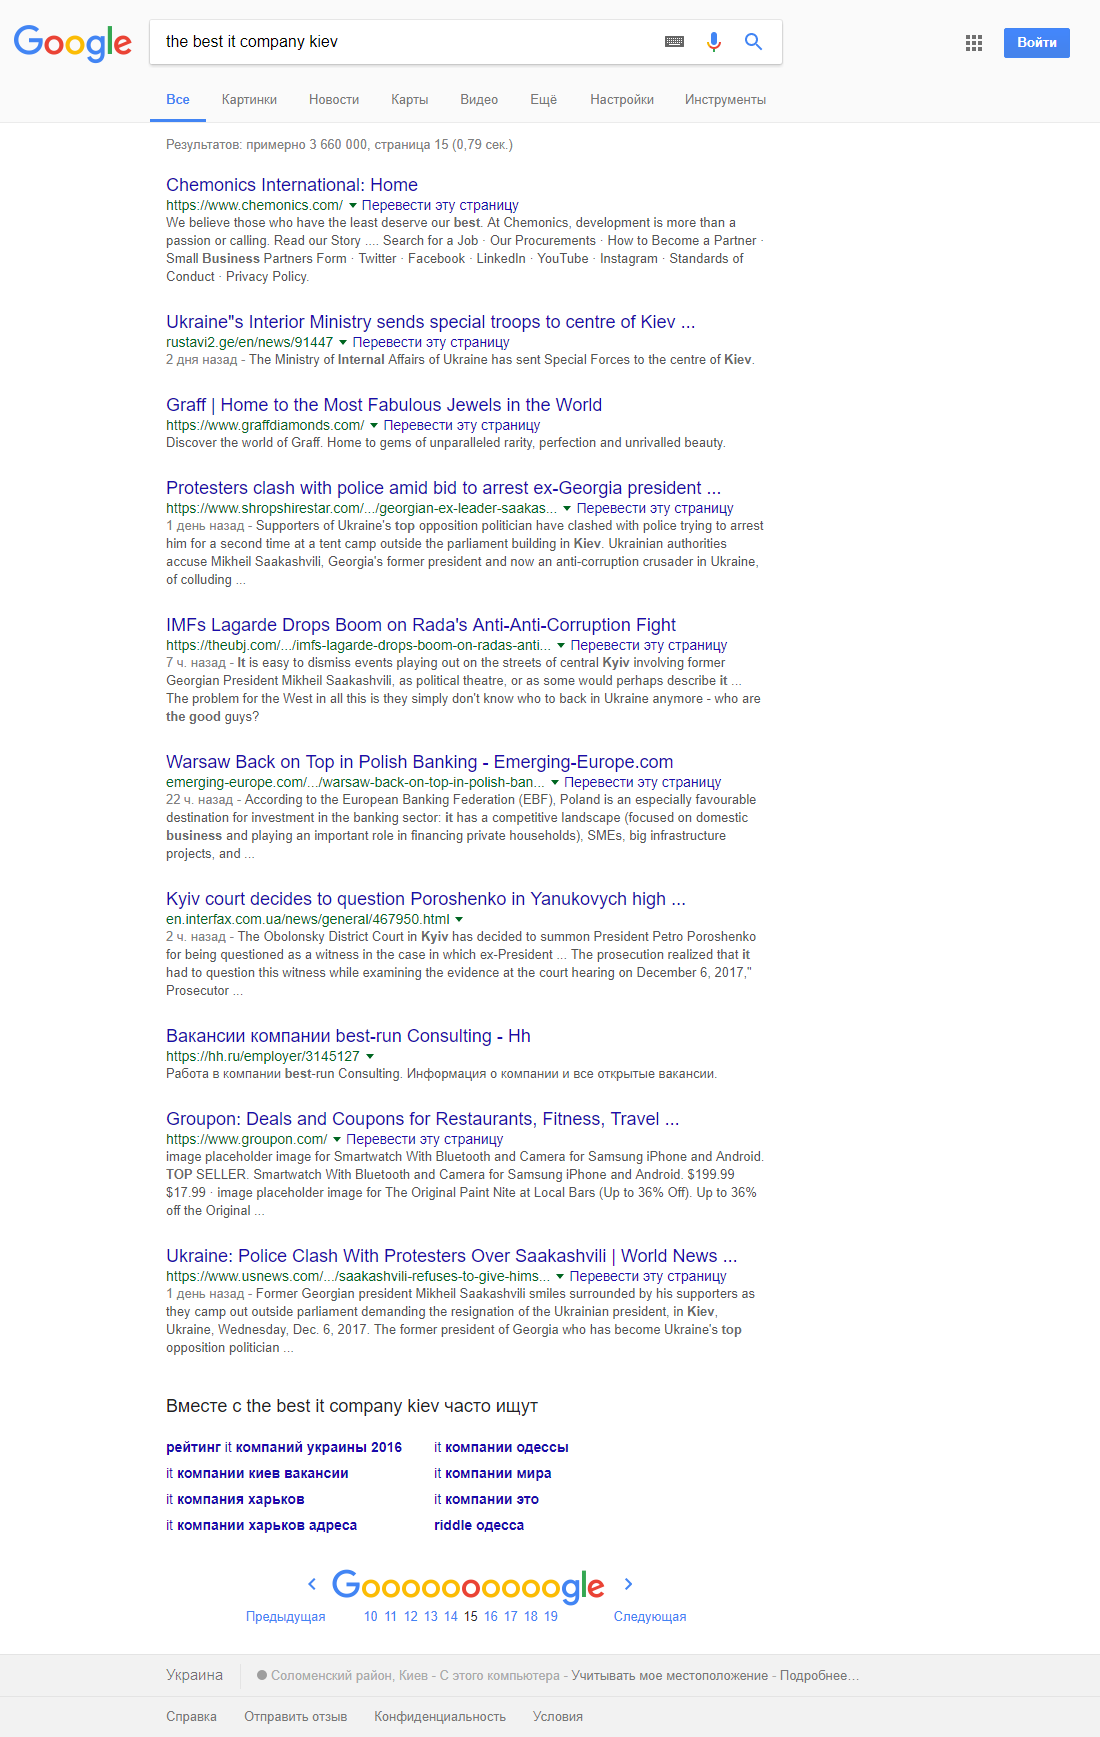 Google
the best it company kiev
Войти
Все Картинки Новости Карты Видео Ещё Настройки Инструменты
Результатов: примерно 3 660 000, страница 15 (0,79 сек.)
Chemonics International: Home
https://www.chemonics.com/ Перевести эту страницу
We believe those who have the least deserve our best. At Chemonics, development is more than a
passion or calling. Read our Story .... Search for a Job · Our Procurements · How to Become a Partner ·
Small Business Partners Form · Twitter · Facebook · LinkedIn · YouTube · Instagram · Standards of
Conduct · Privacy Policy.
Ukraine"s Interior Ministry sends special troops to centre of Kiev ...
rustavi2.ge/en/news/91447 Перевести эту страницу
2 дня назад - The Ministry of Internal Affairs of Ukraine has sent Special Forces to the centre of Kiev.
Graff | Home to the Most Fabulous Jewels in the World
https://www.graffdiamonds.com/ Перевести эту страницу
Discover the world of Graff. Home to gems of unparalleled rarity, perfection and unrivalled beauty.
Protesters clash with police amid bid to arrest ex-Georgia president ...
https://www.shropshirestar.com/.../georgian-ex-leader-saakas... Перевести эту страницу
1 день назад - Supporters of Ukraine's top opposition politician have clashed with police trying to arrest
him for a second time at a tent camp outside the parliament building in Kiev. Ukrainian authorities
accuse Mikheil Saakashvili, Georgia's former president and now an anti-corruption crusader in Ukraine,
of colluding ...
IMFs Lagarde Drops Boom on Rada's Anti-Anti-Corruption Fight
https://theubj.com/.../imfs-lagarde-drops-boom-on-radas-anti... Перевести эту страницу
7 ч. назад - It is easy to dismiss events playing out on the streets of central Kyiv involving former
Georgian President Mikheil Saakashvili, as political theatre, or as some would perhaps describe it ...
The problem for the West in all this is they simply don't know who to back in Ukraine anymore - who are
the good guys?
Warsaw Back on Top in Polish Banking - Emerging-Europe.com
emerging-europe.com/.../warsaw-back-on-top-in-polish-ban... Перевести эту страницу
22 ч. назад - According to the European Banking Federation (EBF), Poland is an especially favourable
destination for investment in the banking sector: it has a competitive landscape (focused on domestic
business and playing an important role in financing private households), SMEs, big infrastructure
projects, and ...
Kyiv court decides to question Poroshenko in Yanukovych high ...
en.interfax.com.ua/news/general/467950.html
2 ч. назад - The Obolonsky District Court in Kyiv has decided to summon President Petro Poroshenko
for being questioned as a witness in the case in which ex-President ... The prosecution realized that it
had to question this witness while examining the evidence at the court hearing on December 6, 2017,"
Prosecutor ...
Вакансии компании best-run Consulting - Hh
https://hh.ru/employer/3145127
Работа в компании best-run Consulting. Информация о компании и все открытые вакансии.
Groupon: Deals and Coupons for Restaurants, Fitness, Travel ...
https://www.groupon.com/ Перевести эту страницу
image placeholder image for Smartwatch With Bluetooth and Camera for Samsung iPhone and Android.
TOP SELLER. Smartwatch With Bluetooth and Camera for Samsung iPhone and Android. $199.99
$17.99 · image placeholder image for The Original Paint Nite at Local Bars (Up to 36% Off). Up to 36%
off the Original ...
Ukraine: Police Clash With Protesters Over Saakashvili | World News ...
https://www.usnews.com/.../saakashvili-refuses-to-give-hims... Перевести эту страницу
1 день назад - Former Georgian president Mikheil Saakashvili smiles surrounded by his supporters as
they camp out outside parliament demanding the resignation of the Ukrainian president, in Kiev,
Ukraine, Wednesday, Dec. 6, 2017. The former president of Georgia who has become Ukraine's top
opposition politician ...
Вместе с the best it company kiev часто ищут
рейтинг it компаний украины 2016 it компании одессы
it компании киев вакансии it компании мира
it компания харьков it компании это
it компании харьков адреса riddle одесса
Goooooooooogle
Предыдущая 10 11 12 13 14 15 16 17 18 19 Следующая
Украина Соломенский район, Киев - С этого компьютера - Учитывать мое местоположение - Подробнее…
Справка Отправить отзыв Конфиденциальность Условия